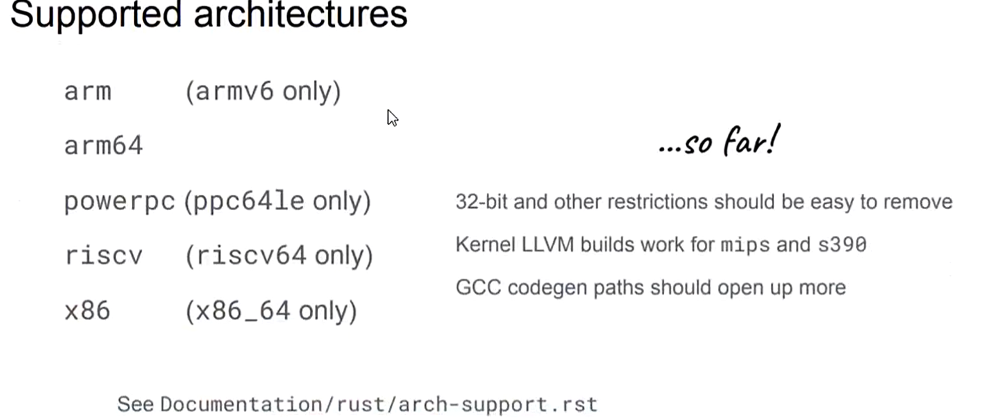 Supported architectures
arm (armv6 only)
arm64
powerpc (ppc64le only)
riscv (riscv64 only)
x86 (x86_64 only)
...so far!
32-bit and other restrictions should be easy to remove
Kernel LLVM builds work for mips and s390
GCC codegen paths should open up more
See Documentation/rust/arch-support.rst